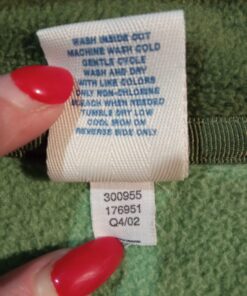 WASH INSIDE OUT
MACHINE WASH COLD
GENTLE CYCLE
WASH AND DRY
WITH LIKE COLORS
ONLY NON-CHLORINE
BLEACH WHEN NEEDED
TUMBLE DRY LOW
COOL IRON ON
REVERSE SIDE ONLY
300955
176951
Q4/02